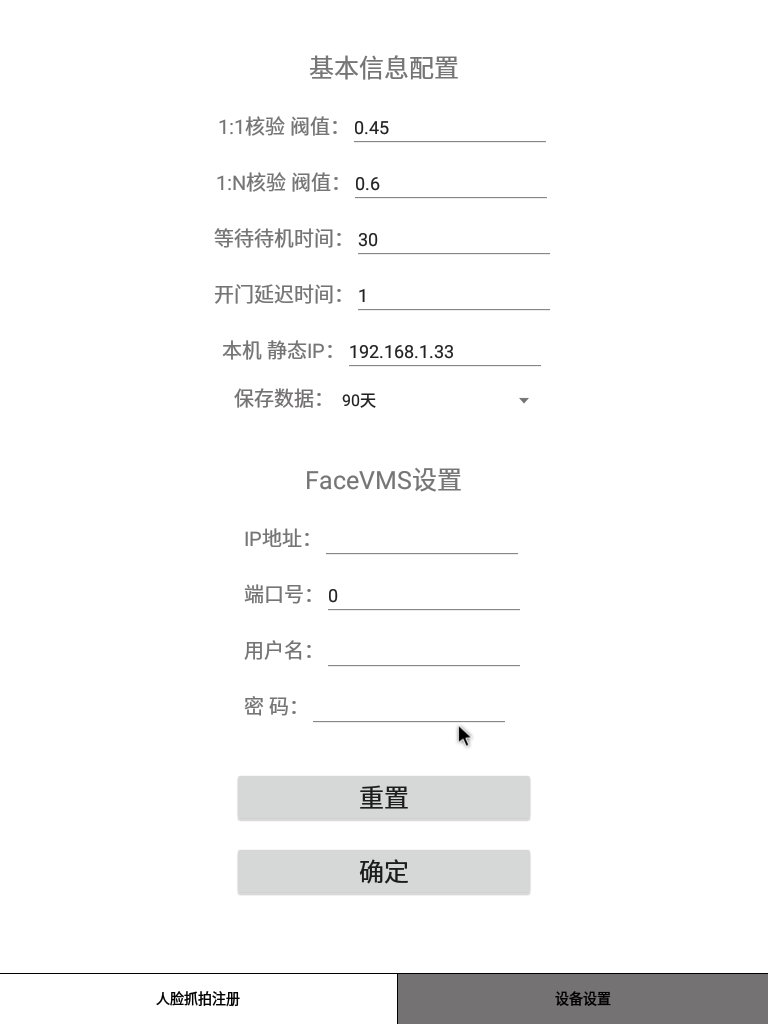 基本信息配置
1:1核验 阀值： 0.45
1:N核验 阀值： 0.6
等待待机时间： 30
开门延迟时间： 1
本机 静态IP： 192.168.1.33
保存数据： 90天
FaceVMS设置
IP地址：
端口号： 0
用户名：
密 码：
重置
确定
人脸抓拍注册 设备设置